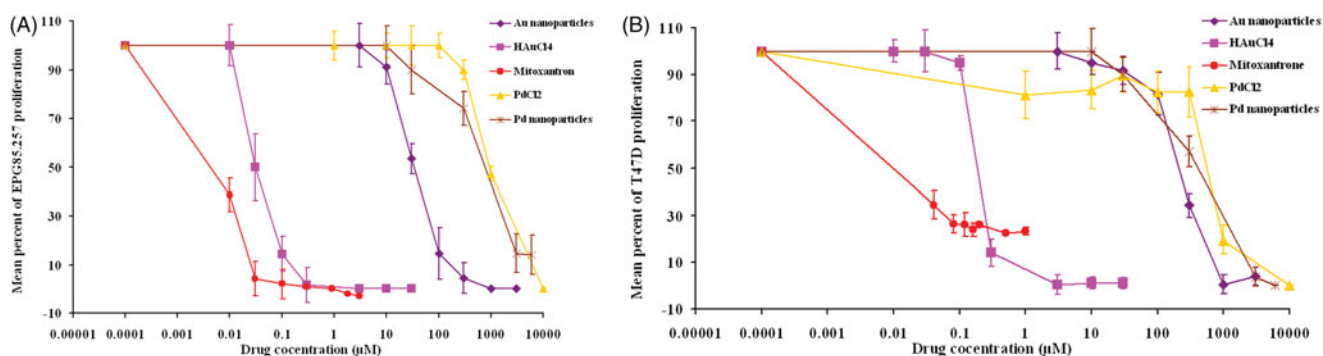 (A)
Mean percent of EPG85.257 proliferation
110
90
70
50
30
10
-10
0.00001 0.0001 0.001 0.01 0.1 1 10 100 1000 10000
Drug cocentration (µM)
Au nanoparticles
HAuCl4
Mitoxantron
PdCl2
Pd nanoparticles
(B)
Mean percent of T47D proliferation
110
90
70
50
30
10
-10
0.00001 0.0001 0.001 0.01 0.1 1 10 100 1000 10000
Drug cocentration (µM)
Au nanoparticles
HAuCl4
Mitoxantrone
PdCl2
Pd nanoparticles